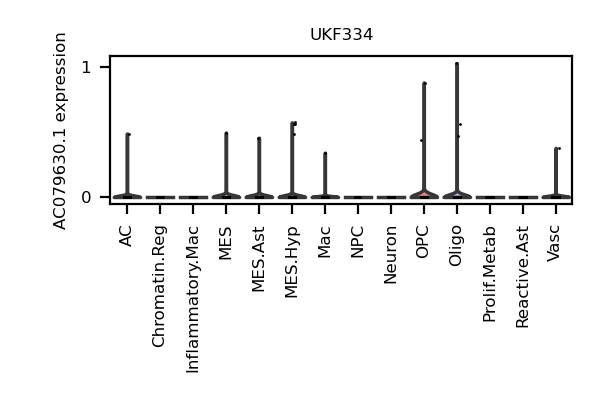 UKF334
AC079630.1 expression
1
0
AC
Chromatin.Reg
Inflammatory.Mac
MES
MES.Ast
MES.Hyp
Mac
NPC
Neuron
OPC
Oligo
Prolif.Metab
Reactive.Ast
Vasc